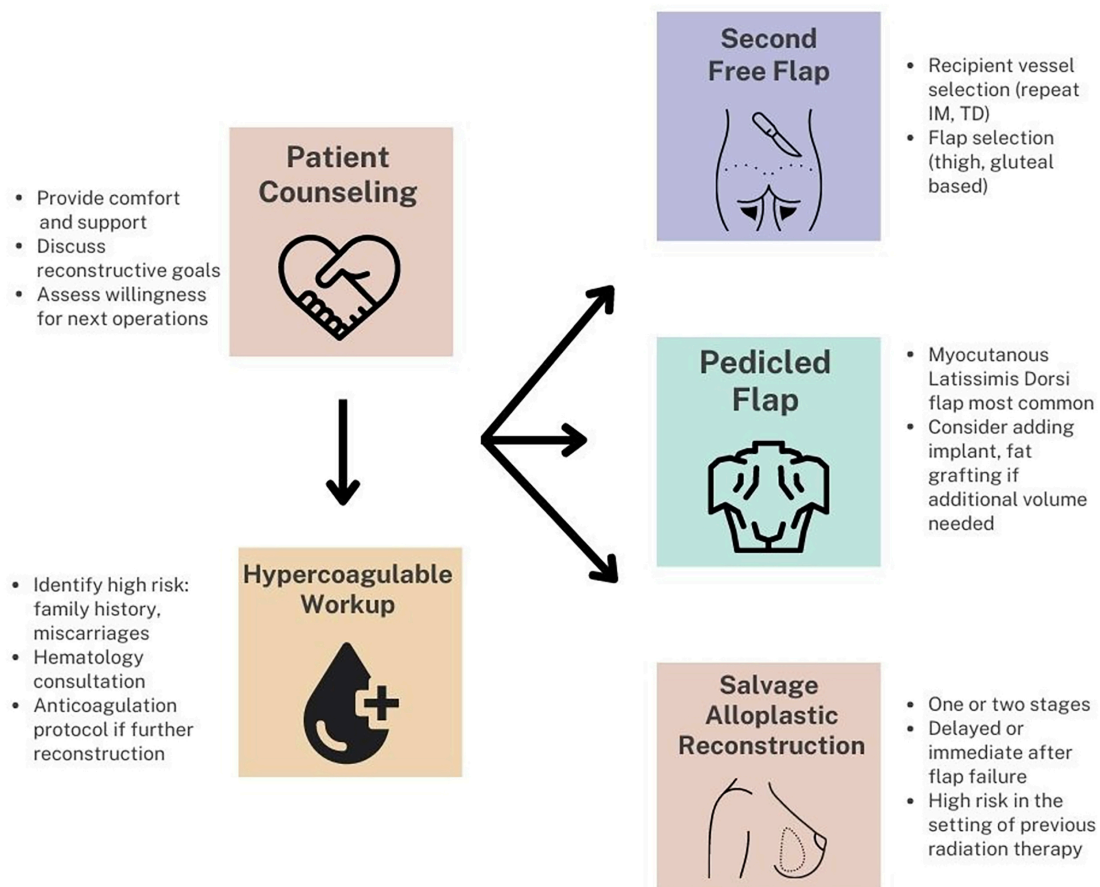 Patient
Counseling
• Provide comfort
and support
• Discuss
reconstructive goals
• Assess willingness
for next operations
Hypercoagulable
Workup
• Identify high risk:
family history,
miscarriages
• Hematology
consultation
• Anticoagulation
protocol if further
reconstruction
Second
Free Flap
• Recipient vessel
selection (repeat
IM, TD)
• Flap selection
(thigh, gluteal
based)
Pedicled
Flap
• Myocutanous
Latissimis Dorsi
flap most common
• Consider adding
implant, fat
grafting if
additional volume
needed
Salvage
Alloplastic
Reconstruction
• One or two stages
• Delayed or
immediate after
flap failure
• High risk in the
setting of previous
radiation therapy